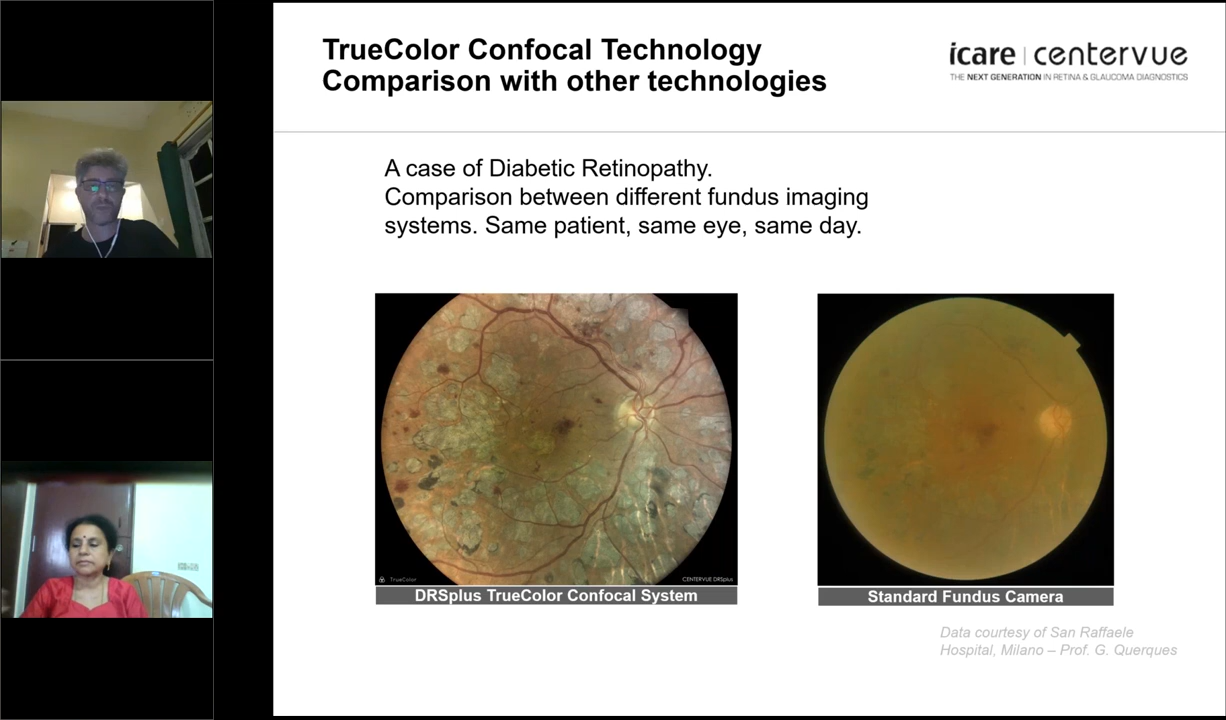 TrueColor Confocal Technology
Comparison with other technologies
icare | centervue
THE NEXT GENERATION IN RETINA & GLAUCOMA DIAGNOSTICS
A case of Diabetic Retinopathy.
Comparison between different fundus imaging
systems. Same patient, same eye, same day.
TrueColor
CENTERVUE DRSplus
DRSplus TrueColor Confocal System
Standard Fundus Camera
Data courtesy of San Raffaele
Hospital, Milano – Prof. G. Querques